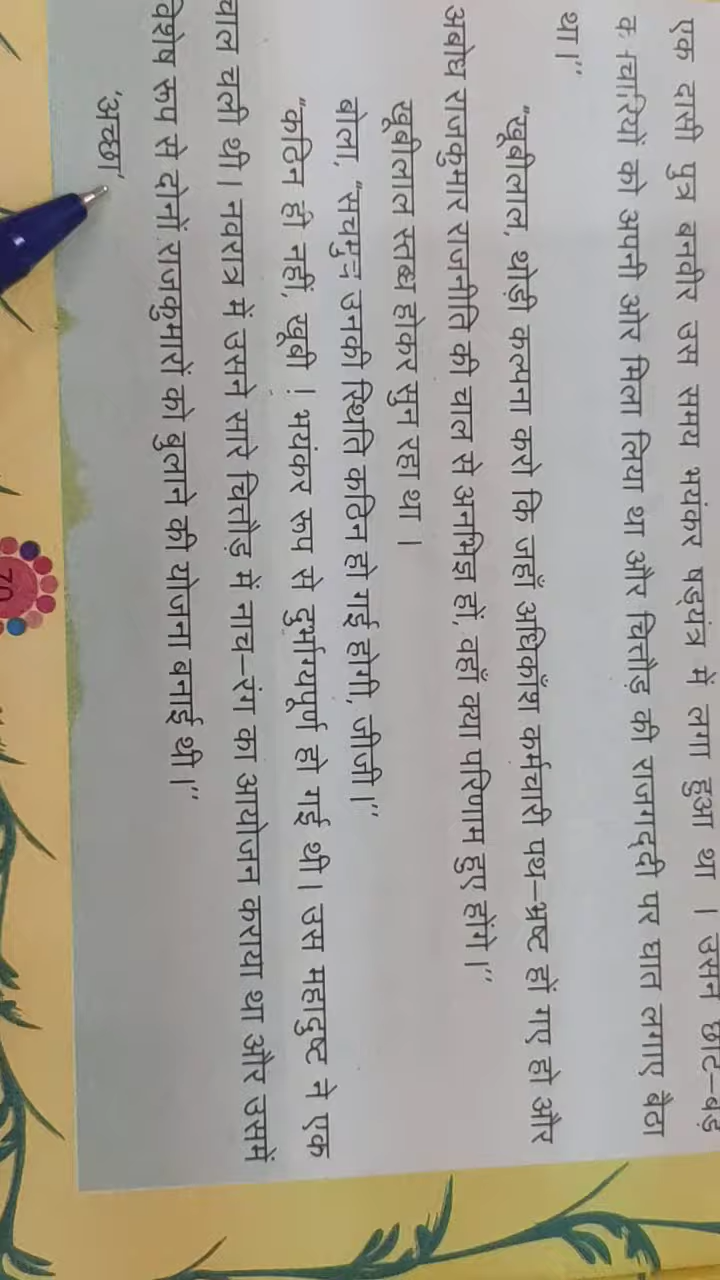 एक दासी पुत्र बनवीर उस समय भयंकर षड्यंत्र में लगा हुआ था । उसने छोटे-बड़े
कर्मचारियों को अपनी ओर मिला लिया था और चित्तौड़ की राजगद्दी पर घात लगाए बैठा
था।"
"खूबीलाल, थोड़ी कल्पना करो कि जहाँ अधिकाँश कर्मचारी पथ-भ्रष्ट हों गए हो और
अबोध राजकुमार राजनीति की चाल से अनभिज्ञ हों, वहाँ क्या परिणाम हुए होंगे।"
खूबीलाल स्तब्ध होकर सुन रहा था ।
बोला, "सचमुच उनकी स्थिति कठिन हो गई होगी, जीजी।"
"कठिन ही नहीं, खूबी ! भयंकर रूप से दुर्भाग्यपूर्ण हो गई थी। उस महादुष्ट ने एक
चाल चली थी। नवरात्र में उसने सारे चित्तौड़ में नाच-रंग का आयोजन कराया था और उसमें
विशेष रूप से दोनों राजकुमारों को बुलाने की योजना बनाई थी।"
'अच्छा'
70